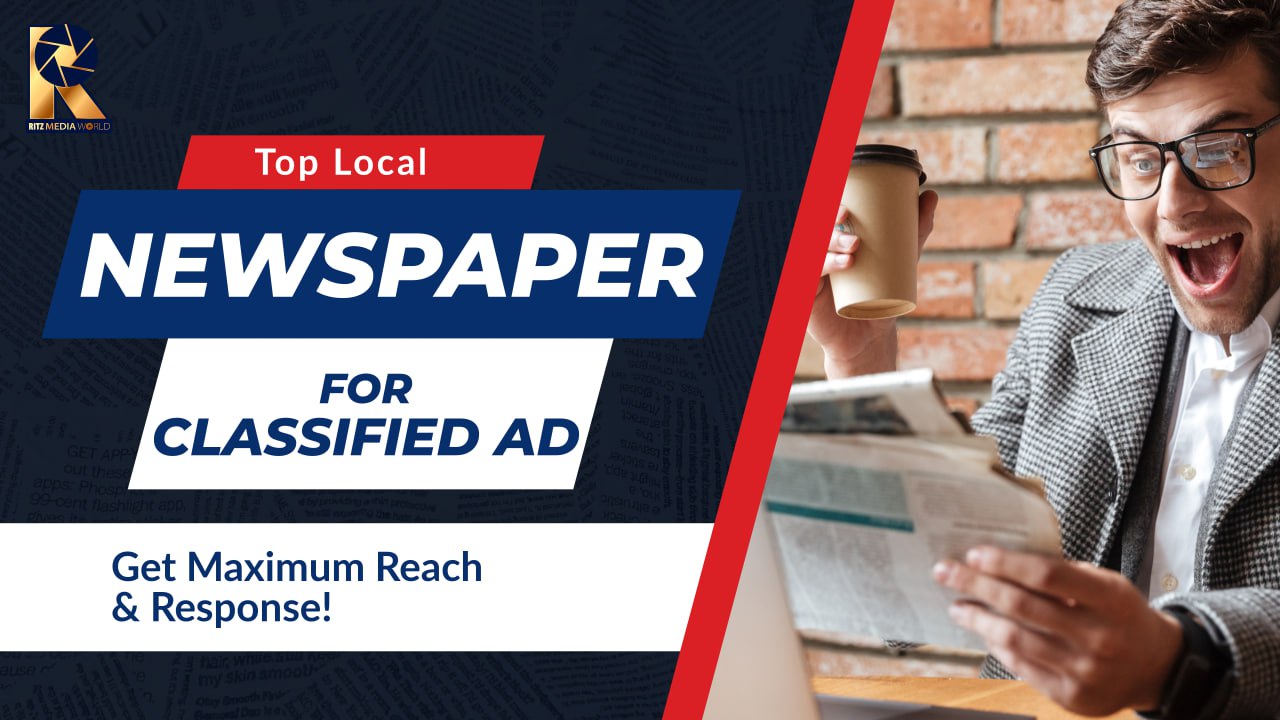 RITZ MEDIA WORLD
Top Local
NEWSPAPER
FOR
CLASSIFIED AD
Get Maximum Reach
& Response!